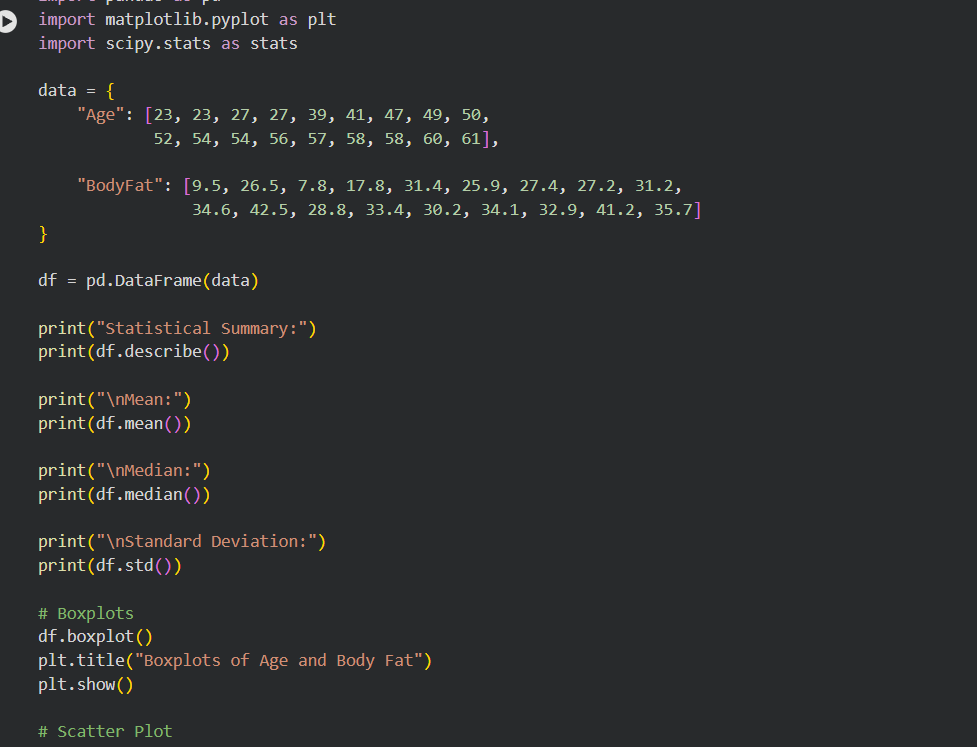 import pandas as pd
import matplotlib.pyplot as plt
import scipy.stats as stats

data = {
    "Age": [23, 23, 27, 27, 39, 41, 47, 49, 50,
            52, 54, 54, 56, 57, 58, 58, 60, 61],

    "BodyFat": [9.5, 26.5, 7.8, 17.8, 31.4, 25.9, 27.4, 27.2, 31.2,
                34.6, 42.5, 28.8, 33.4, 30.2, 34.1, 32.9, 41.2, 35.7]
}

df = pd.DataFrame(data)

print("Statistical Summary:")
print(df.describe())

print("\nMean:")
print(df.mean())

print("\nMedian:")
print(df.median())

print("\nStandard Deviation:")
print(df.std())

# Boxplots
df.boxplot()
plt.title("Boxplots of Age and Body Fat")
plt.show()

# Scatter Plot